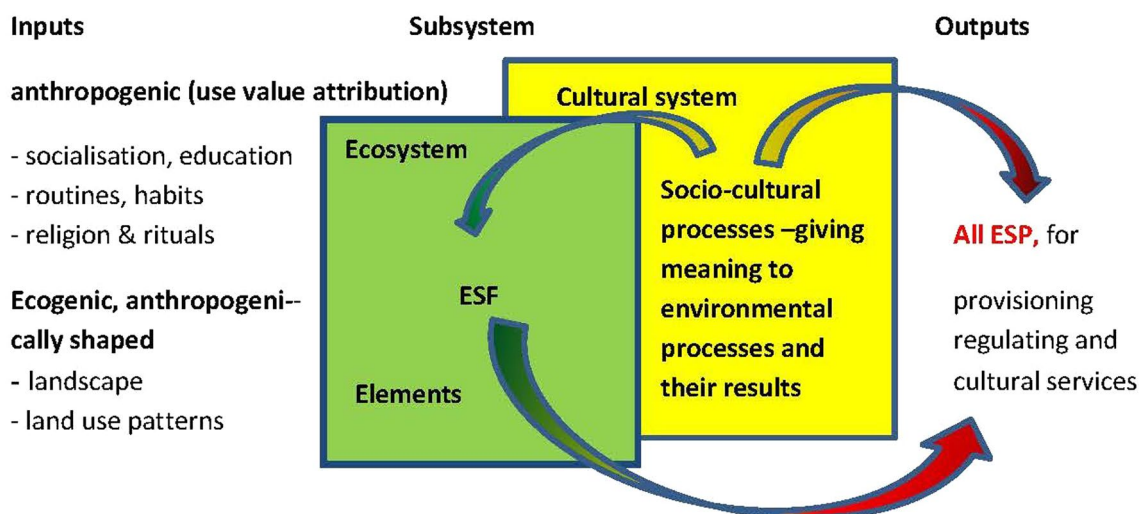 Inputs
Subsystem
Outputs
anthropogenic (use value attribution)
- socialisation, education
- routines, habits
- religion & rituals
Ecogenic, anthropogeni--
cally shaped
- landscape
- land use patterns
Ecosystem
ESF
Elements
Cultural system
Socio-cultural
processes –giving
meaning to
environmental
processes and
their results
All ESP, for
provisioning
regulating and
cultural services